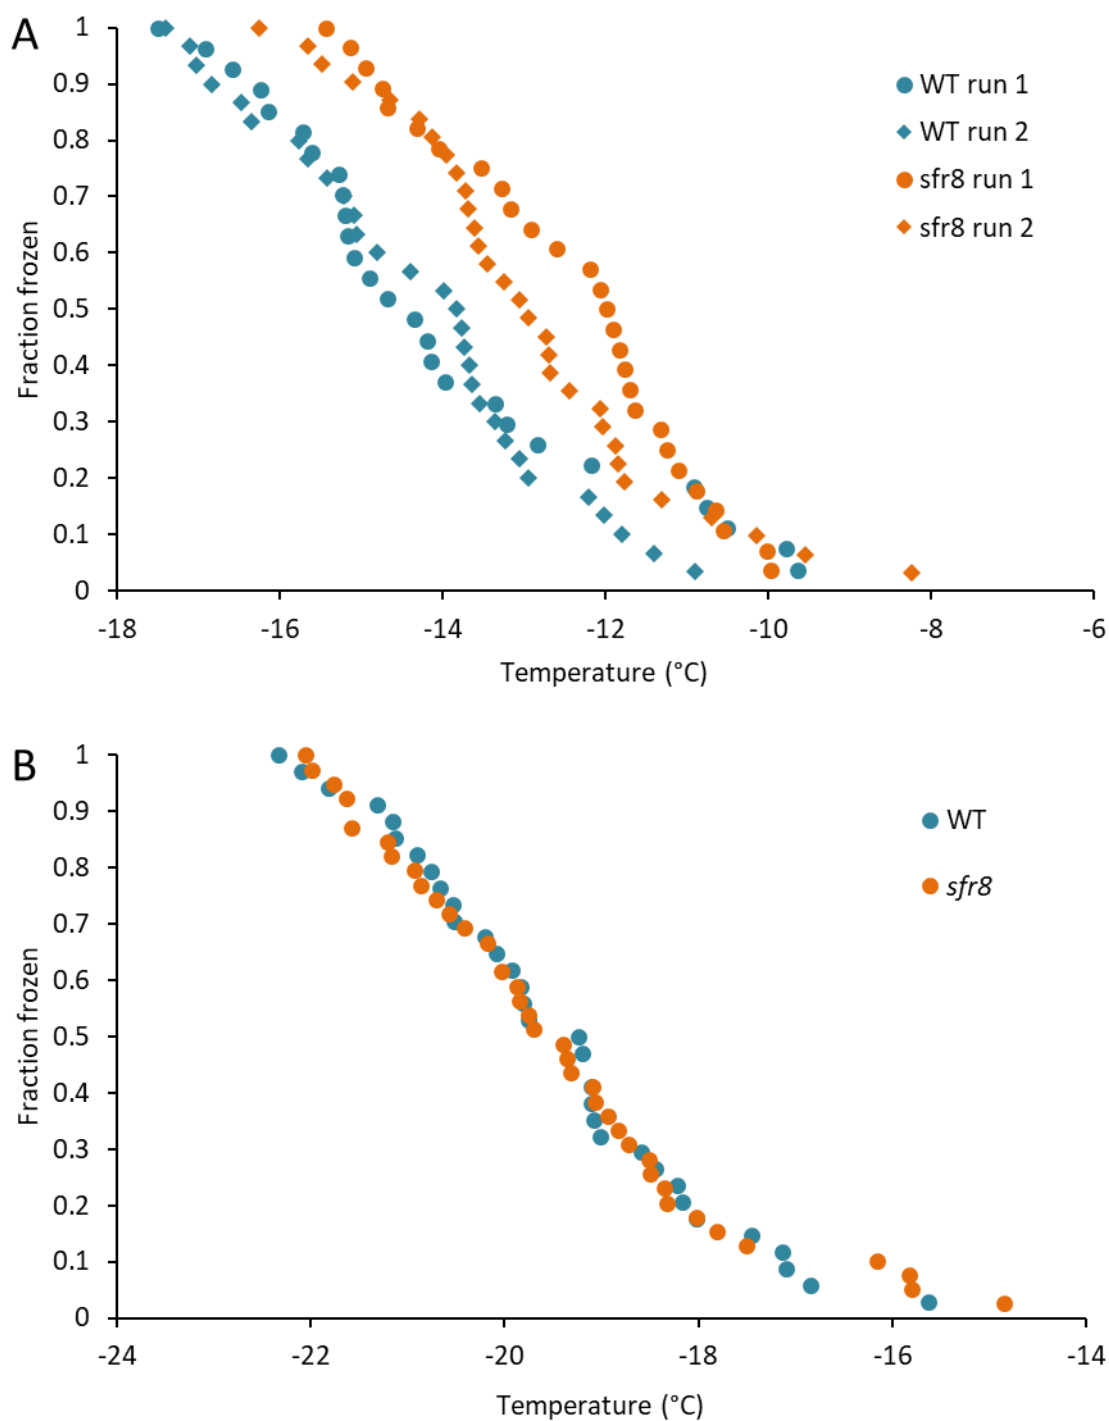 A
1
0.9
0.8
0.7
0.6
0.5
0.4
0.3
0.2
0.1
0
Fraction frozen
WT run 1
WT run 2
sfr8 run 1
sfr8 run 2
-18 -16 -14 -12 -10 -8 -6
Temperature (°C)
B
1
0.9
0.8
0.7
0.6
0.5
0.4
0.3
0.2
0.1
0
Fraction frozen
WT
sfr8
-24 -22 -20 -18 -16 -14
Temperature (°C)